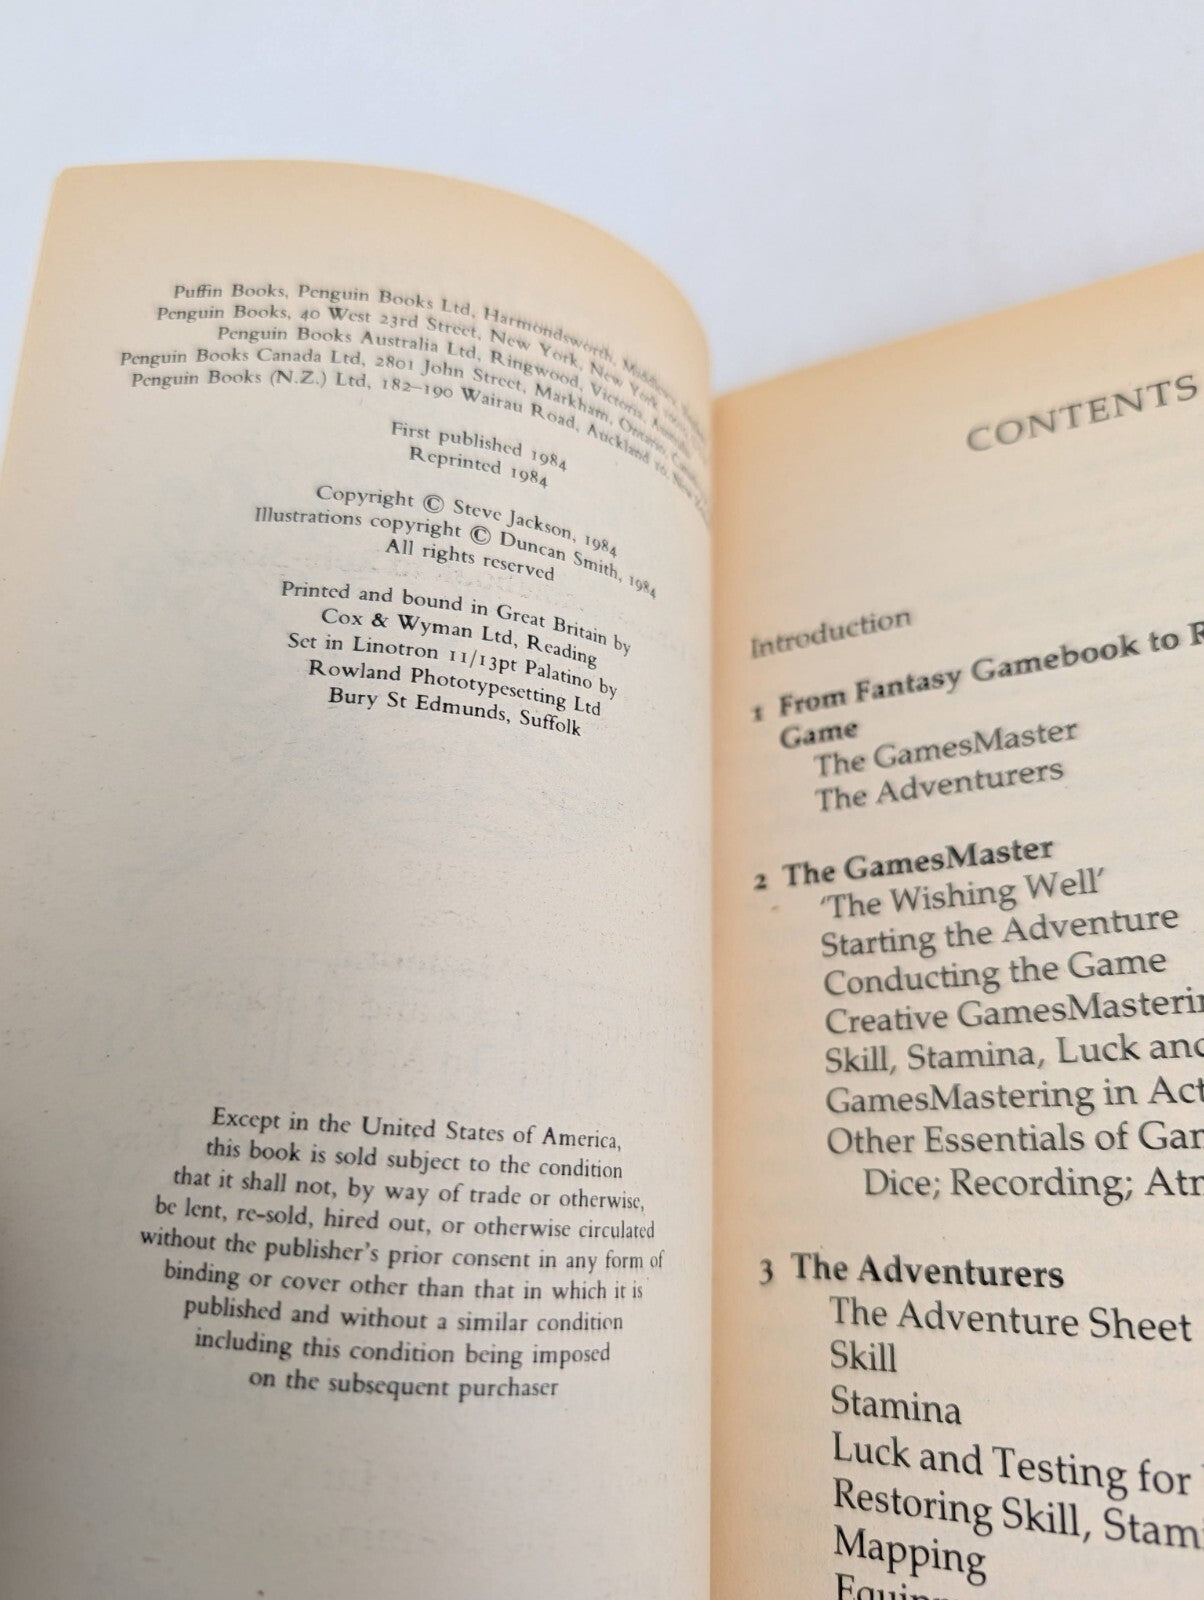 Puffin Books, Penguin Books Ltd, Harmondsworth, Middlesex,
Penguin Books, 40 West 23rd Street, New York, New York
Penguin Books Australia Ltd, Ringwood, Victoria, Australia
Penguin Books Canada Ltd, 2801 John Street, Markham, Ontario,
Penguin Books (N.Z.) Ltd, 182–190 Wairau Road, Auckland 10, New
First published 1984
Reprinted 1984
Copyright © Steve Jackson, 1984
Illustrations copyright © Duncan Smith, 1984
All rights reserved
Printed and bound in Great Britain by
Cox & Wyman Ltd, Reading
Set in Linotron 11/13pt Palatino by
Rowland Phototypesetting Ltd
Bury St Edmunds, Suffolk
Except in the United States of America,
this book is sold subject to the condition
that it shall not, by way of trade or otherwise,
be lent, re-sold, hired out, or otherwise circulated
without the publisher's prior consent in any form of
binding or cover other than that in which it is
published and without a similar condition
including this condition being imposed
on the subsequent purchaser
CONTENTS
Introduction
1 From Fantasy Gamebook to R
Game
The GamesMaster
The Adventurers
2 The GamesMaster
'The Wishing Well'
Starting the Adventure
Conducting the Game
Creative GamesMasterin
Skill, Stamina, Luck and
GamesMastering in Act
Other Essentials of Gam
Dice; Recording; Atm
3 The Adventurers
The Adventure Sheet
Skill
Stamina
Luck and Testing for
Restoring Skill, Stami
Mapping